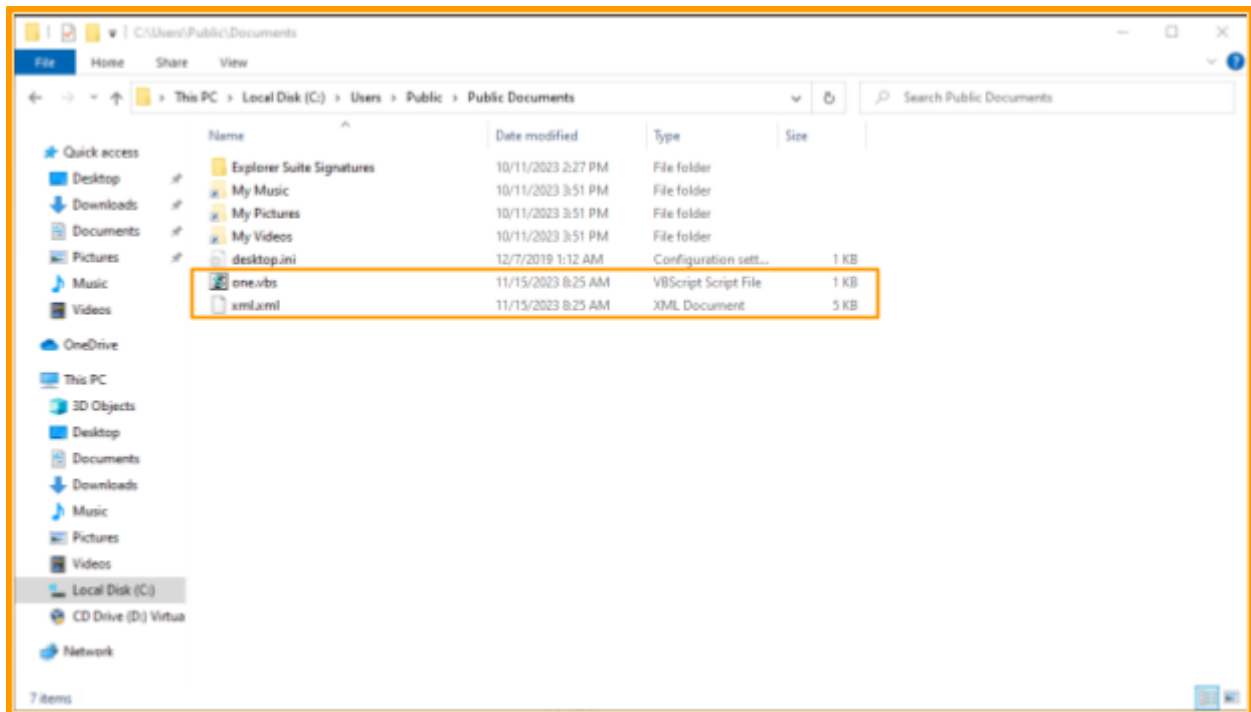 C:\Users\Public\Documents
File Home Share View
This PC > Local Disk (C:) > Users > Public > Public Documents
Search Public Documents
Name Date modified Type Size
Quick access
Desktop
Downloads
Documents
Pictures
Music
Videos
OneDrive
This PC
3D Objects
Desktop
Documents
Downloads
Music
Pictures
Videos
Local Disk (C:)
CD Drive (D:) Virtua
Network
Explorer Suite Signatures 10/11/2023 2:27 PM File folder
My Music 10/11/2023 3:51 PM File folder
My Pictures 10/11/2023 3:51 PM File folder
My Videos 10/11/2023 3:51 PM File folder
desktop.ini 12/7/2019 1:12 AM Configuration sett... 1 KB
one.vbs 11/15/2023 8:25 AM VBScript Script File 1 KB
xml.xml 11/15/2023 8:25 AM XML Document 5 KB
7 items